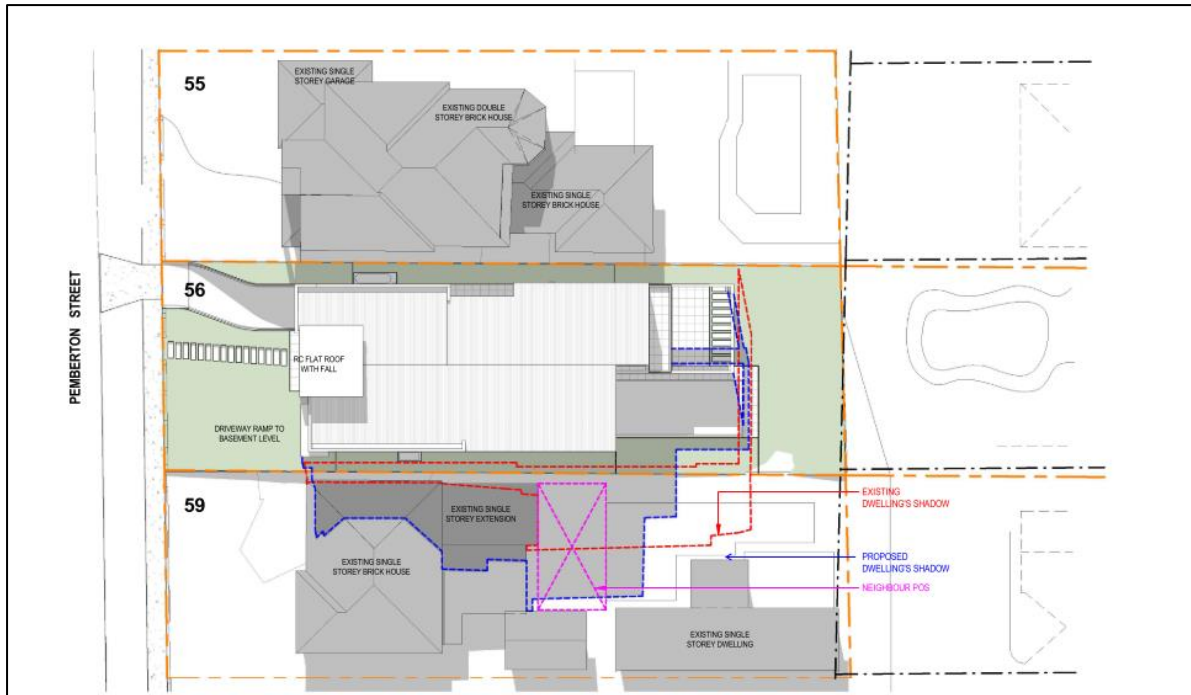 55
EXISTING SINGLE
STOREY GARAGE
EXISTING DOUBLE
STOREY BRICK HOUSE
EXISTING SINGLE
STOREY BRICK HOUSE
PEMBERTON STREET
56
RC FLAT ROOF
WITH FALL
DRIVEWAY RAMP TO
BASEMENT LEVEL
59
EXISTING SINGLE
STOREY EXTENSION
EXISTING
DWELLING'S SHADOW
EXISTING SINGLE
STOREY BRICK HOUSE
PROPOSED
DWELLING'S SHADOW
NEIGHBOUR POS
EXISTING SINGLE
STOREY DWELLING